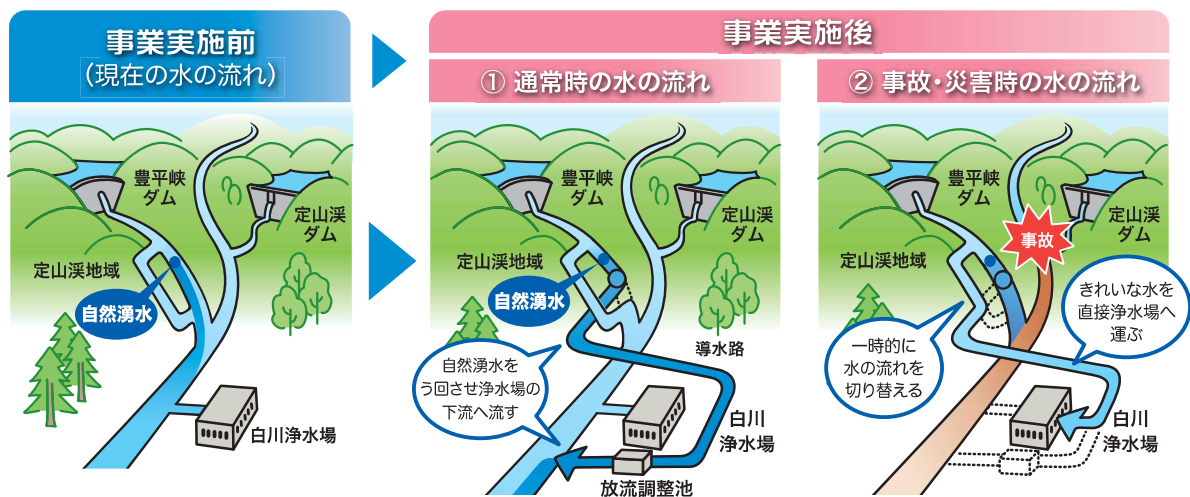 事業実施前
（現在の水の流れ）
豊平峡
ダム
定山渓
ダム
定山渓地域
自然湧水
白川浄水場
事業実施後
① 通常時の水の流れ
豊平峡
ダム
定山渓
ダム
定山渓地域
自然湧水
導水路
自然湧水を
う回させ浄水場の
下流へ流す
白川
浄水場
放流調整池
② 事故・災害時の水の流れ
豊平峡
ダム
定山渓
ダム
事故
定山渓地域
きれいな水を
直接浄水場へ
運ぶ
一時的に
水の流れを
切り替える
白川
浄水場